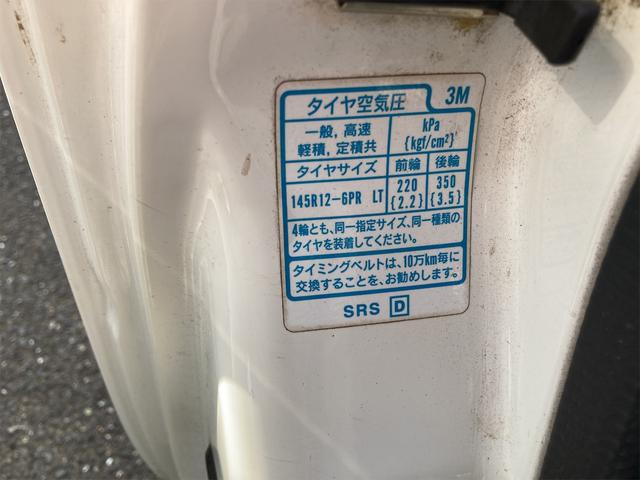 タイヤ空気圧 3M
一般, 高速
軽積, 定積共
kPa
{kgf/cm²}
タイヤサイズ 前輪 後輪
145R12-6PR LT 220 350
{2.2} {3.5}
4輪とも、同一指定サイズ、同一種類の
タイヤを装着してください。
タイミングベルトは、10万km毎に
交換することを、お勧めします。
SRS D